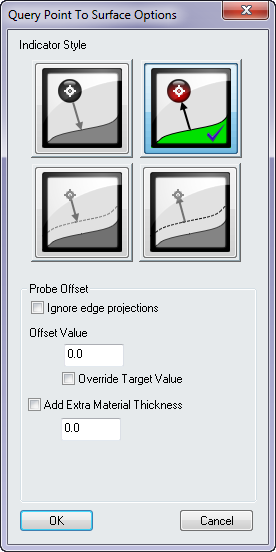 Query Point To Surface Options
Indicator Style
Probe Offset
Ignore edge projections
Offset Value
0.0
Override Target Value
Add Extra Material Thickness
0.0
OK
Cancel